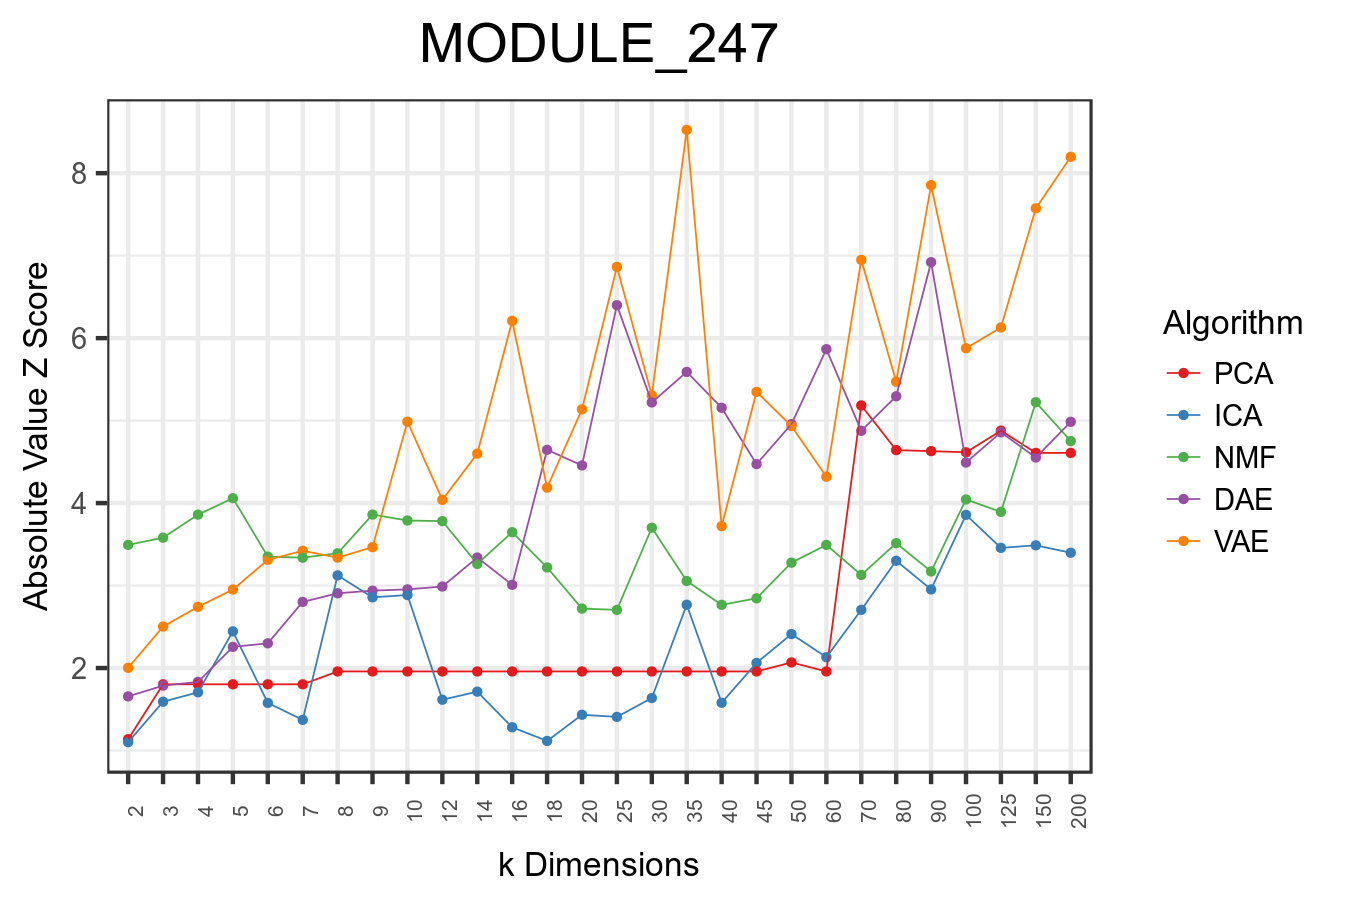 MODULE_247
Absolute Value Z Score
8
6
4
2
2 3 4 5 6 7 8 9 10 12 14 16 18 20 25 30 35 40 45 50 60 70 80 90 100 125 150 200
k Dimensions
Algorithm
PCA
ICA
NMF
DAE
VAE